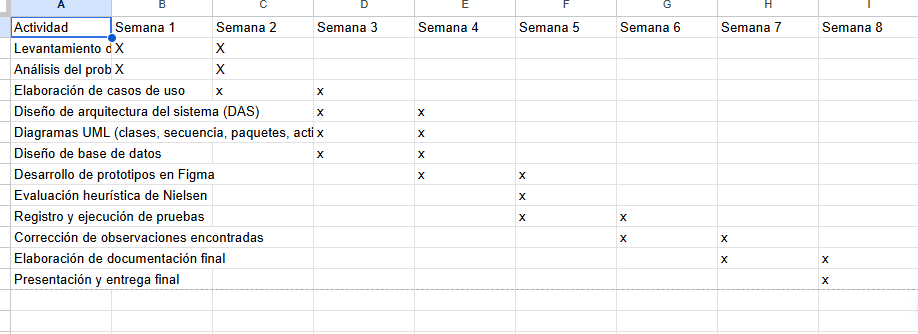 A B C D E F G H I
Actividad Semana 1 Semana 2 Semana 3 Semana 4 Semana 5 Semana 6 Semana 7 Semana 8
Levantamiento d X X
Análisis del prob X X
Elaboración de casos de uso x x
Diseño de arquitectura del sistema (DAS) x x
Diagramas UML (clases, secuencia, paquetes, acti x x
Diseño de base de datos x x
Desarrollo de prototipos en Figma x x
Evaluación heurística de Nielsen x
Registro y ejecución de pruebas x x
Corrección de observaciones encontradas x x
Elaboración de documentación final x x
Presentación y entrega final x